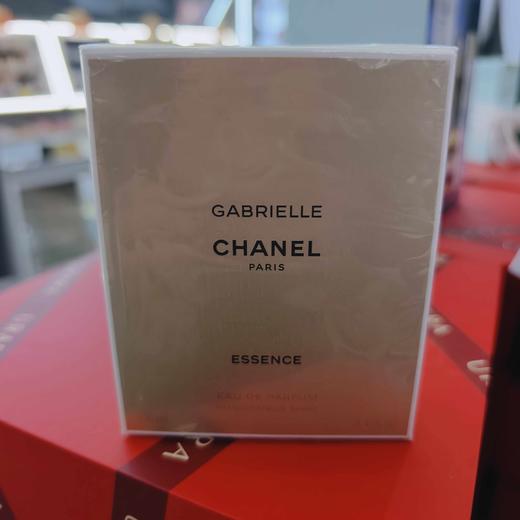 GABRIELLE
CHANEL
PARIS
ESSENCE
EAU DE PARFUM